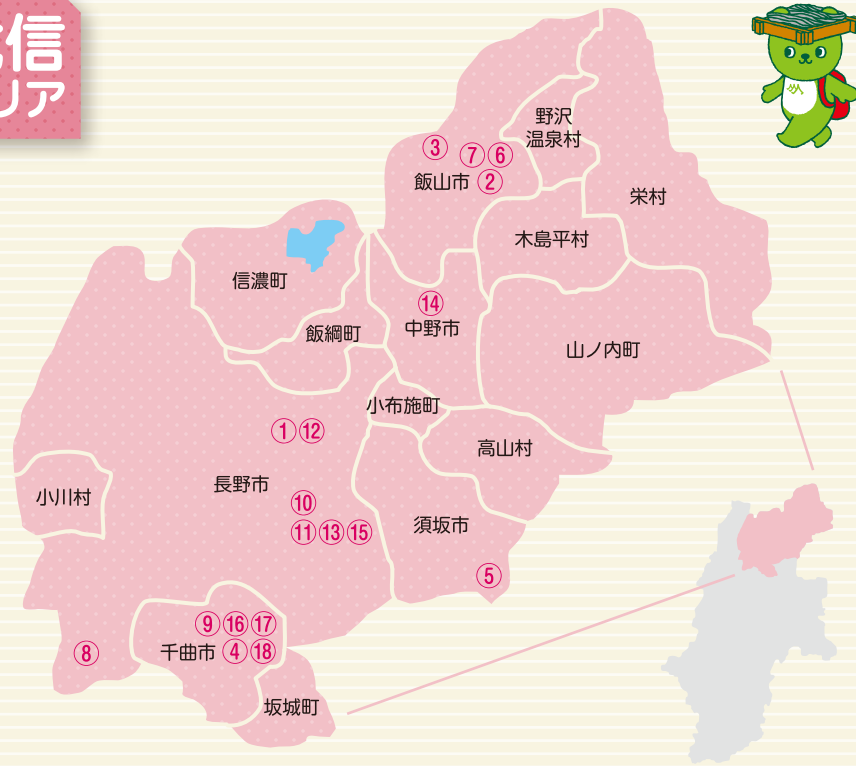 信
リア
野沢
温泉村
③
⑦⑥
飯山市 ②
栄村
木島平村
信濃町
⑭
中野市
飯綱町
山ノ内町
小布施町
①⑫
高山村
長野市
小川村
⑩
須坂市
⑪⑬⑮
⑤
⑨⑯⑰
千曲市 ④⑱
⑧
坂城町